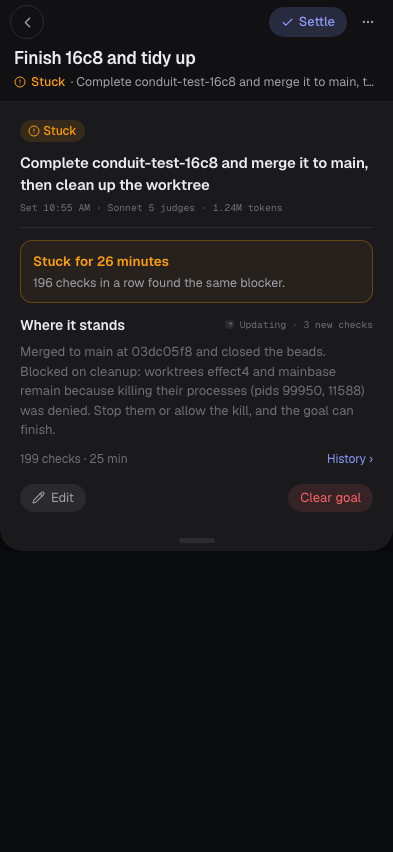 Settle
Finish 16c8 and tidy up
Stuck · Complete conduit-test-16c8 and merge it to main, t…
Stuck
Complete conduit-test-16c8 and merge it to main,
then clean up the worktree
Set 10:55 AM · Sonnet 5 judges · 1.24M tokens
Stuck for 26 minutes
196 checks in a row found the same blocker.
Where it stands
Updating · 3 new checks
Merged to main at 03dc05f8 and closed the beads.
Blocked on cleanup: worktrees effect4 and mainbase
remain because killing their processes (pids 99950, 11588)
was denied. Stop them or allow the kill, and the goal can
finish.
199 checks · 25 min
History ›
Edit
Clear goal